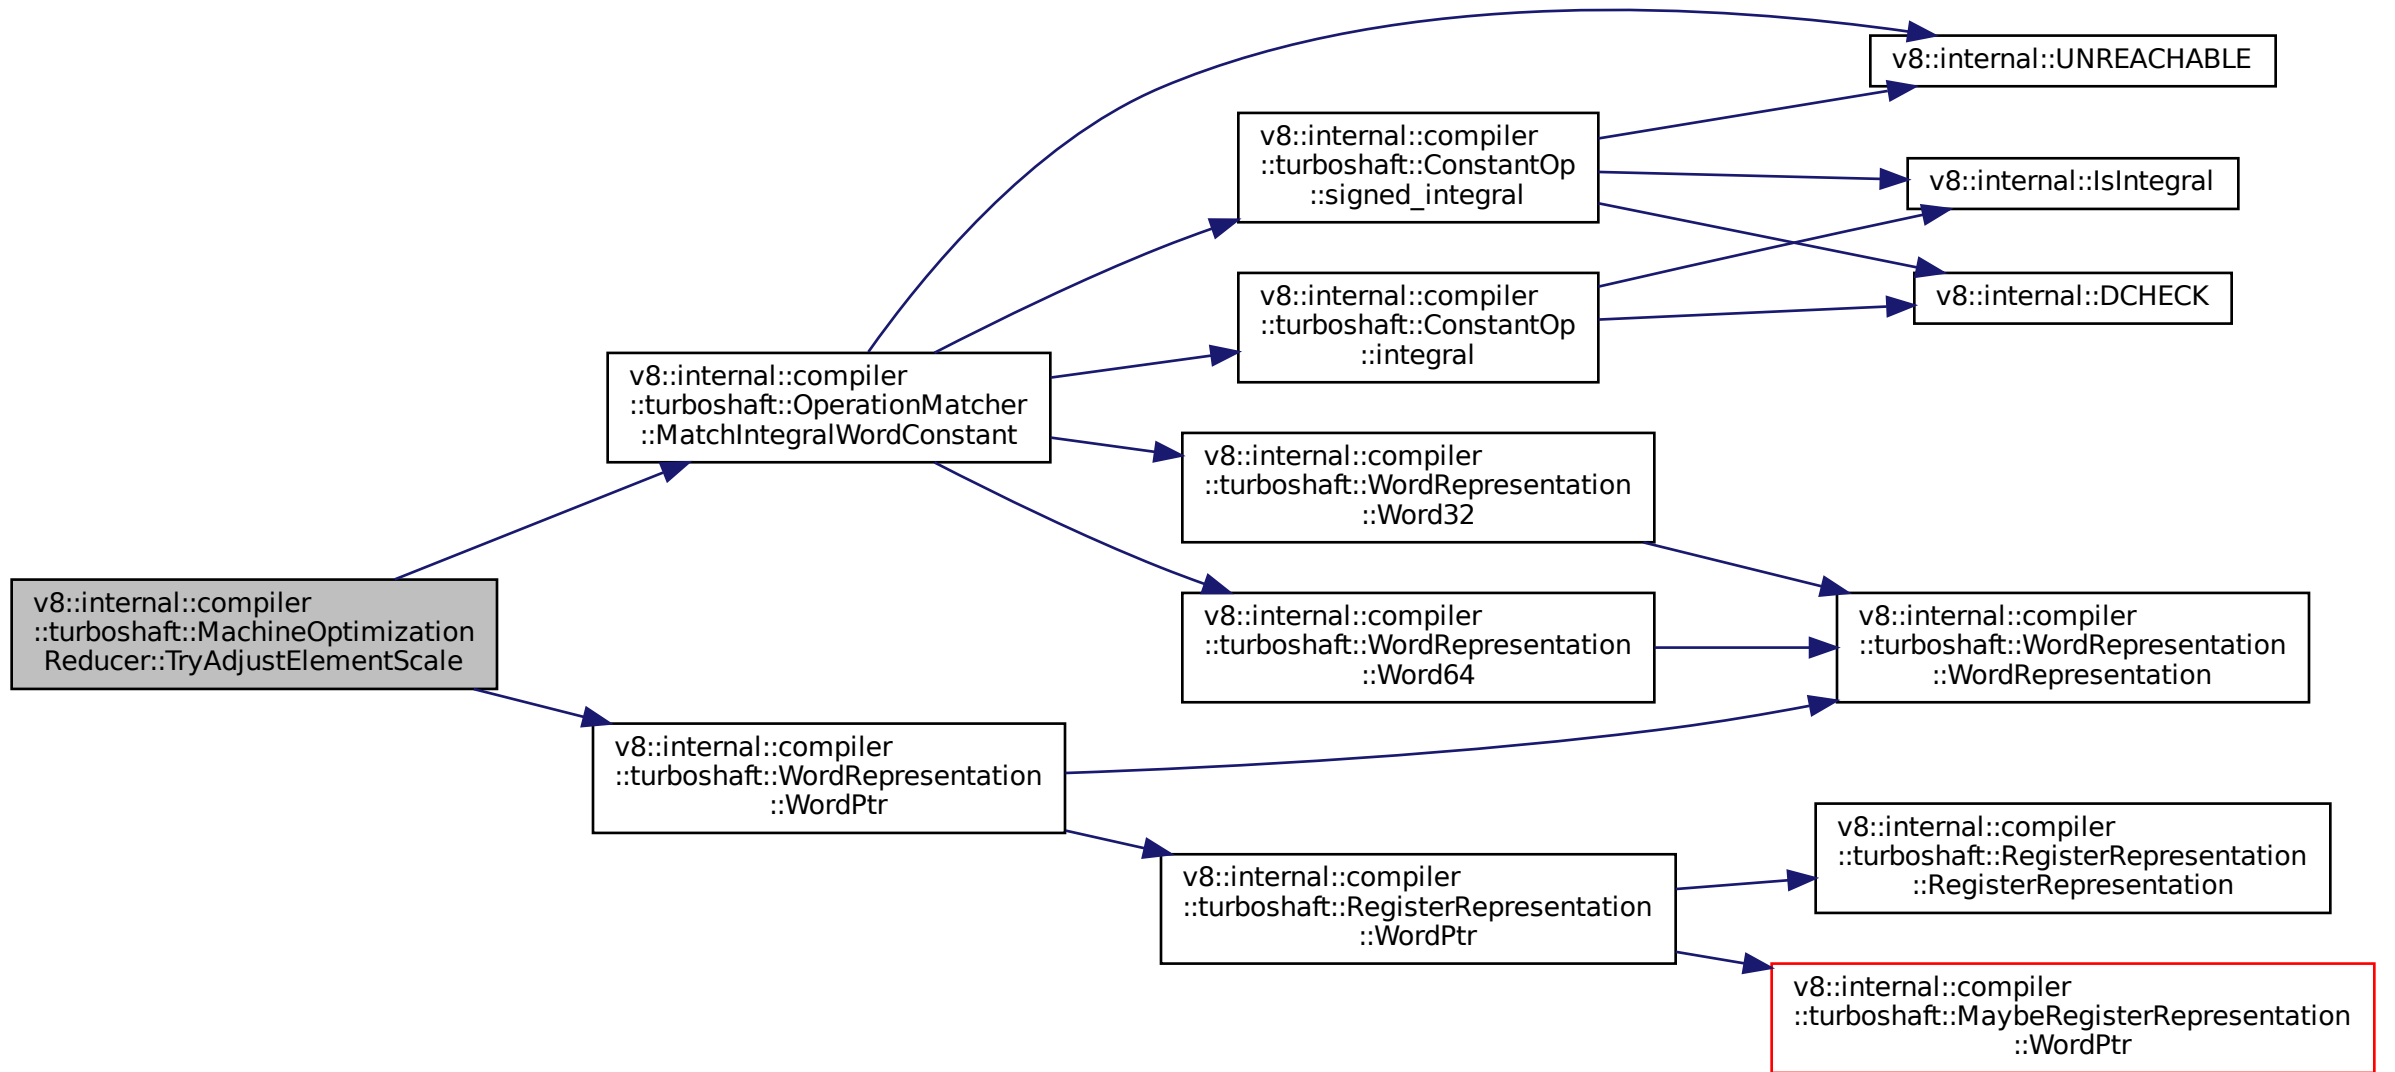 v8::internal::UNREACHABLE
v8::internal::compiler
::turboshaft::ConstantOp
::signed_integral
v8::internal::IsIntegral
v8::internal::compiler
::turboshaft::ConstantOp
::integral
v8::internal::DCHECK
v8::internal::compiler
::turboshaft::OperationMatcher
::MatchIntegralWordConstant
v8::internal::compiler
::turboshaft::WordRepresentation
::Word32
v8::internal::compiler
::turboshaft::MachineOptimization
Reducer::TryAdjustElementScale
v8::internal::compiler
::turboshaft::WordRepresentation
::Word64
v8::internal::compiler
::turboshaft::WordRepresentation
::WordRepresentation
v8::internal::compiler
::turboshaft::WordRepresentation
::WordPtr
v8::internal::compiler
::turboshaft::RegisterRepresentation
::WordPtr
v8::internal::compiler
::turboshaft::RegisterRepresentation
::RegisterRepresentation
v8::internal::compiler
::turboshaft::MaybeRegisterRepresentation
::WordPtr